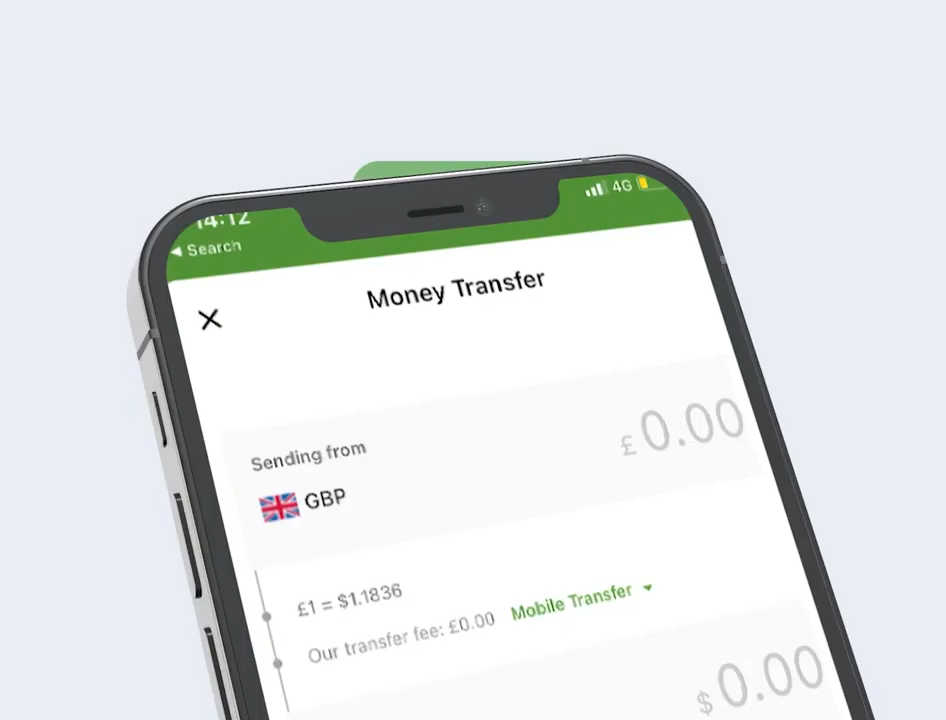 14:12
4G
Search
Money Transfer
£0.00
Sending from
GBP
£1 = $1.1836
Our transfer fee: £0.00 Mobile Transfer
$0.00